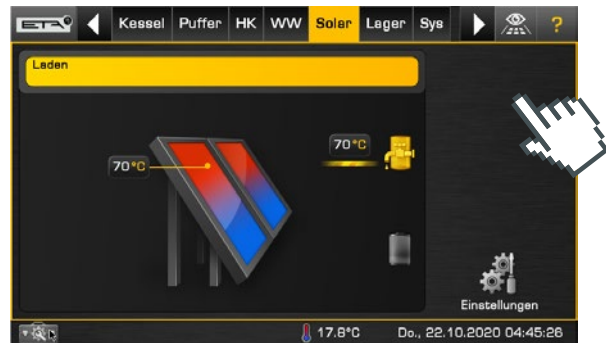 ETA Kessel Puffer HK WW Solar Lager Sys ?
Laden
70°C
70°C
Einstellungen
17.8°C Do., 22.10.2020 04:45:26